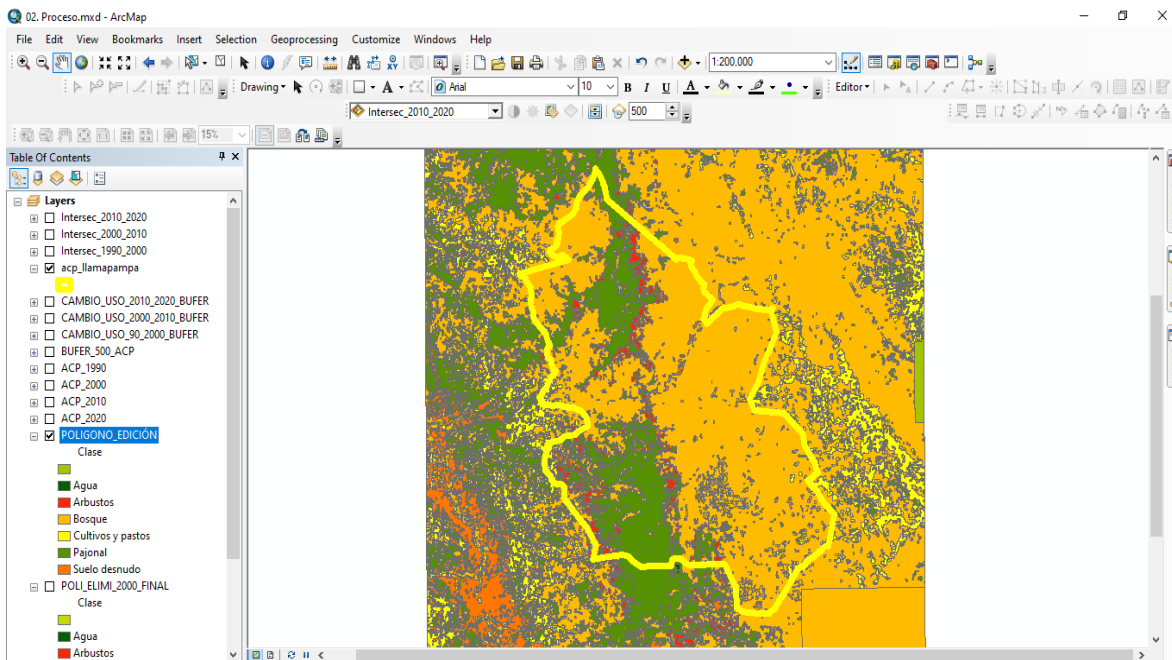 02. Proceso.mxd - ArcMap
File Edit View Bookmarks Insert Selection Geoprocessing Customize Windows Help
1:200,000
Drawing Arial 10 B I U A Editor
Intersec_2010_2020 500
15%
Table Of Contents
Layers
Intersec_2010_2020
Intersec_2000_2010
Intersec_1990_2000
acp_llamapampa
CAMBIO_USO_2010_2020_BUFER
CAMBIO_USO_2000_2010_BUFER
CAMBIO_USO_90_2000_BUFER
BUFER_500_ACP
ACP_1990
ACP_2000
ACP_2010
ACP_2020
POLIGONO_EDICIÓN
Clase
Agua
Arbustos
Bosque
Cultivos y pastos
Pajonal
Suelo desnudo
POLI_ELIMI_2000_FINAL
Clase
Agua
Arbustos